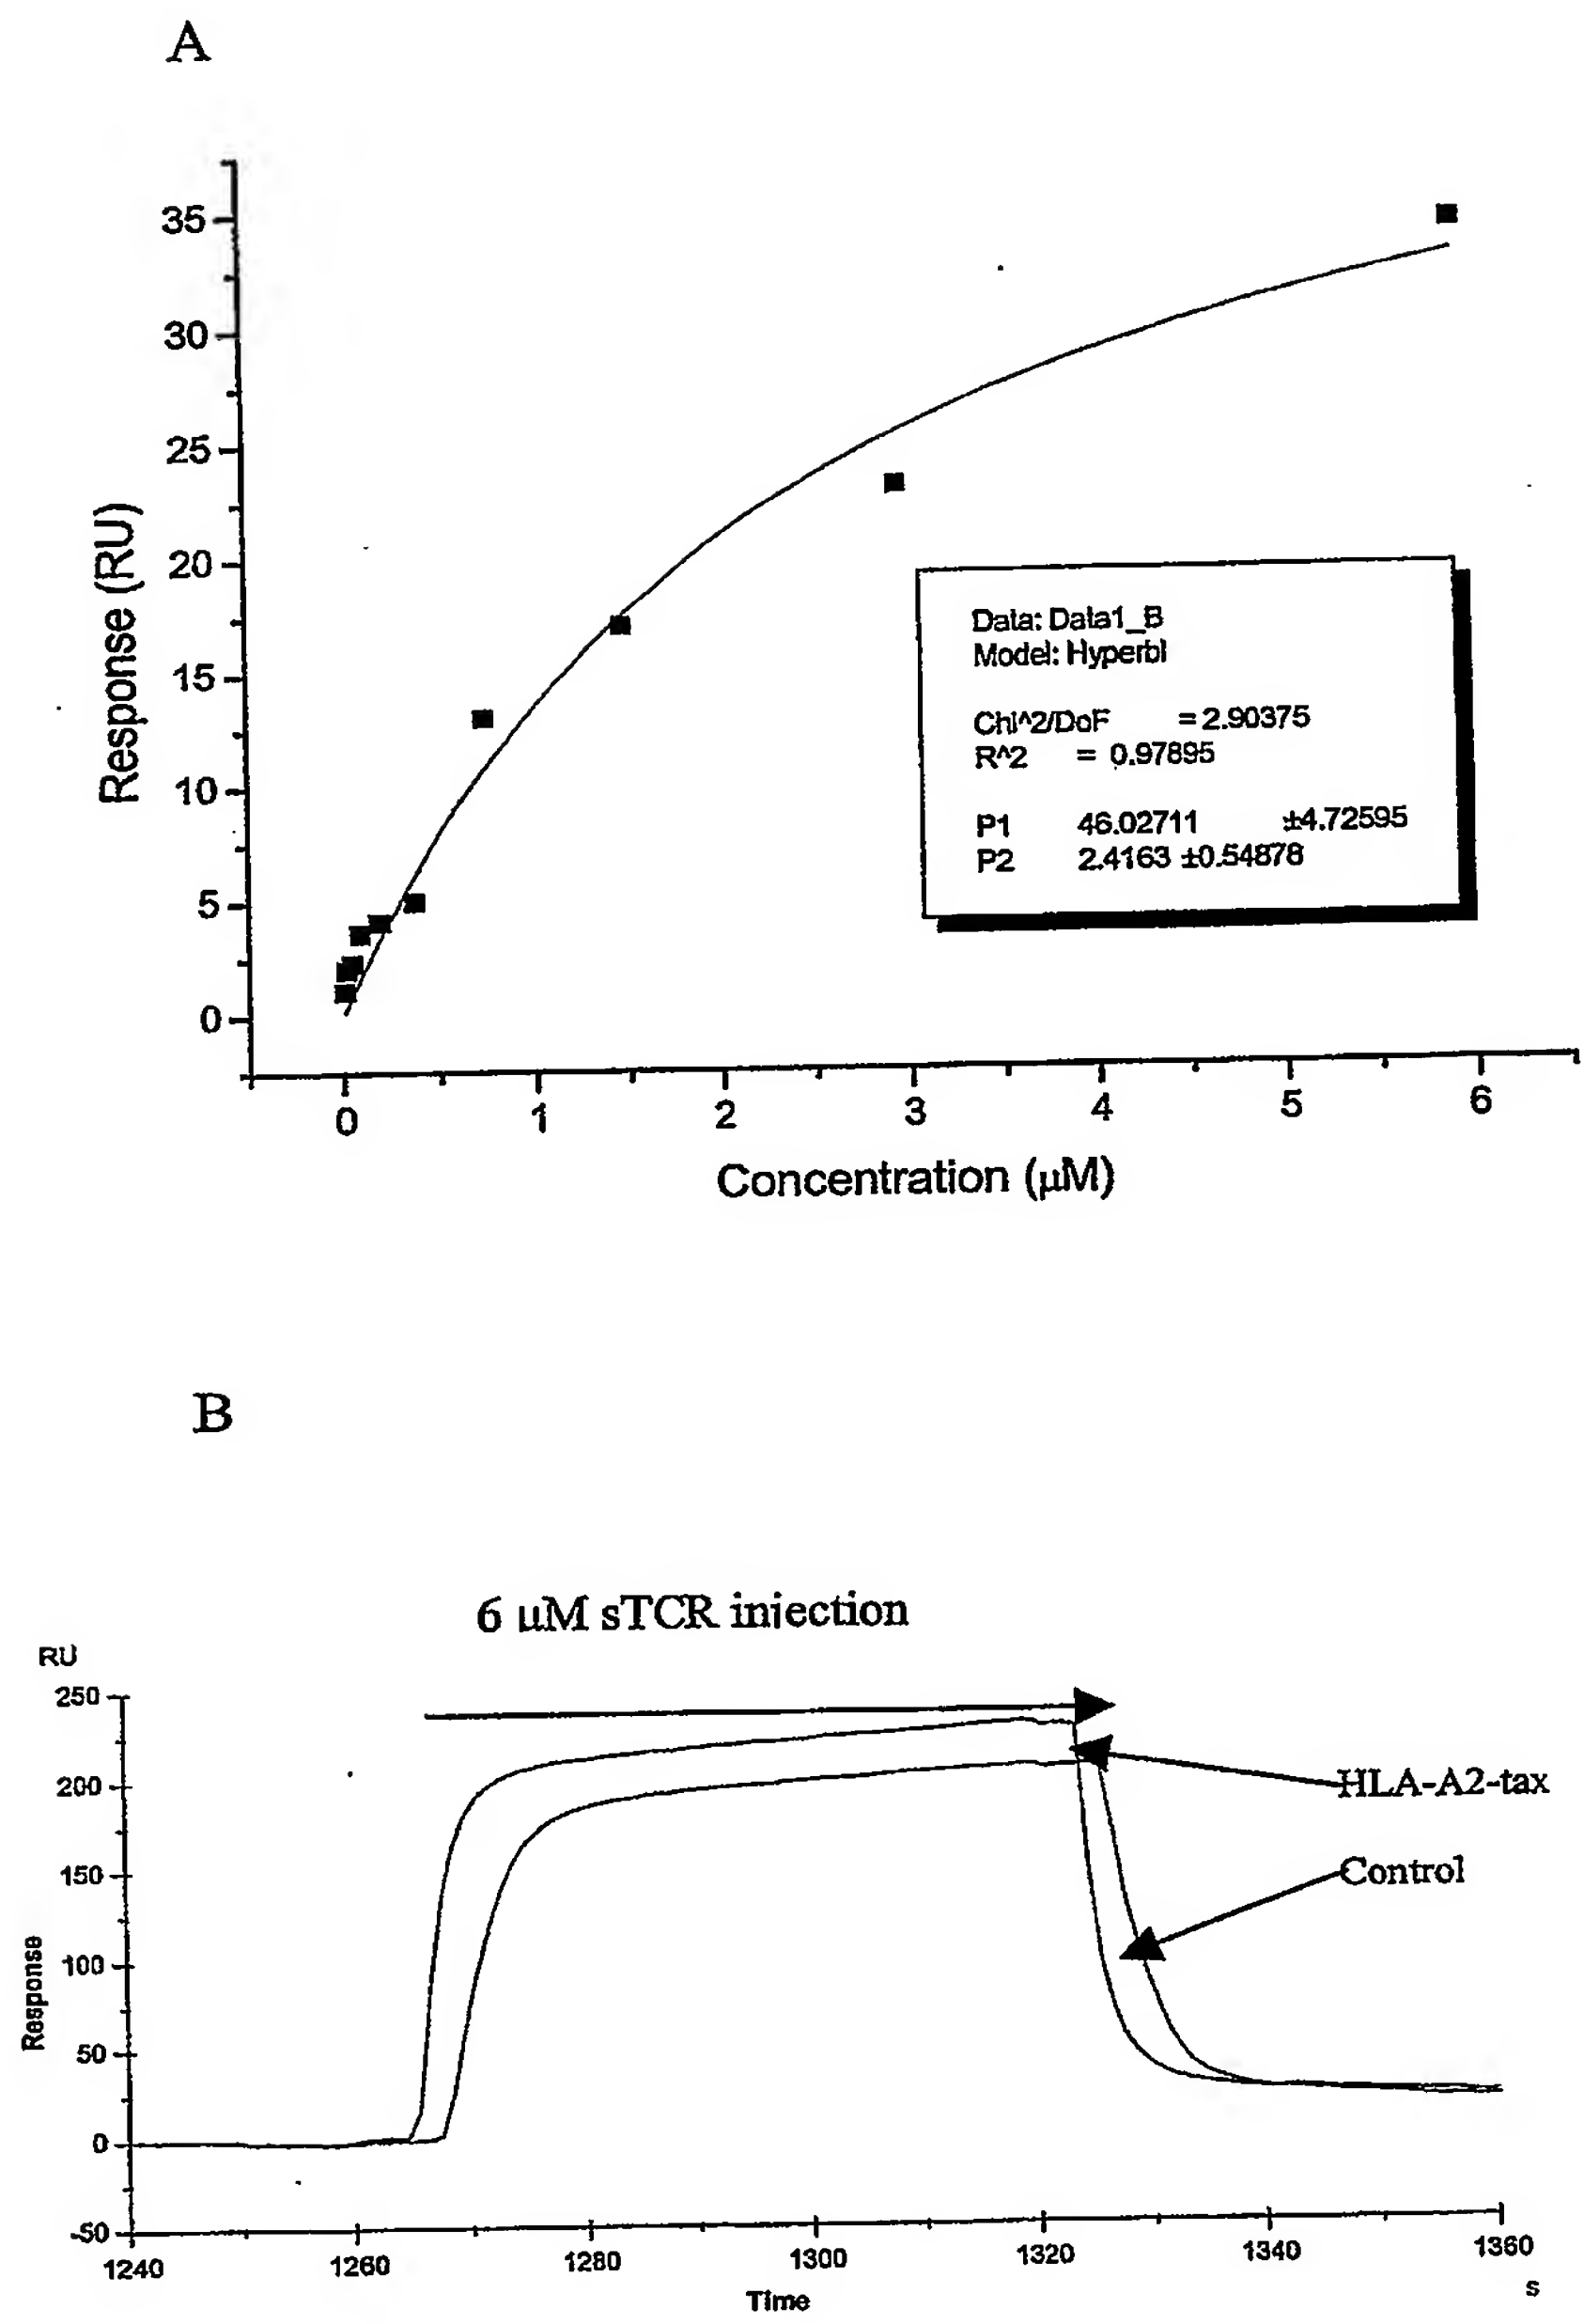 A
35
30
25
20
15
10
5
0
Response (RU)
Data: Data1_B
Model: Hyperbl
Chi^2/DoF = 2.90375
R^2 = 0.97895
P1 46.02711 ±4.72595
P2 2.4163 ±0.54878
0 1 2 3 4 5 6
Concentration (µM)
B
6 µM sTCR injection
RU
250
200
150
100
50
0
-50
Response
HLA-A2-tax
Control
1240 1260 1280 1300 1320 1340 1360
Time
s